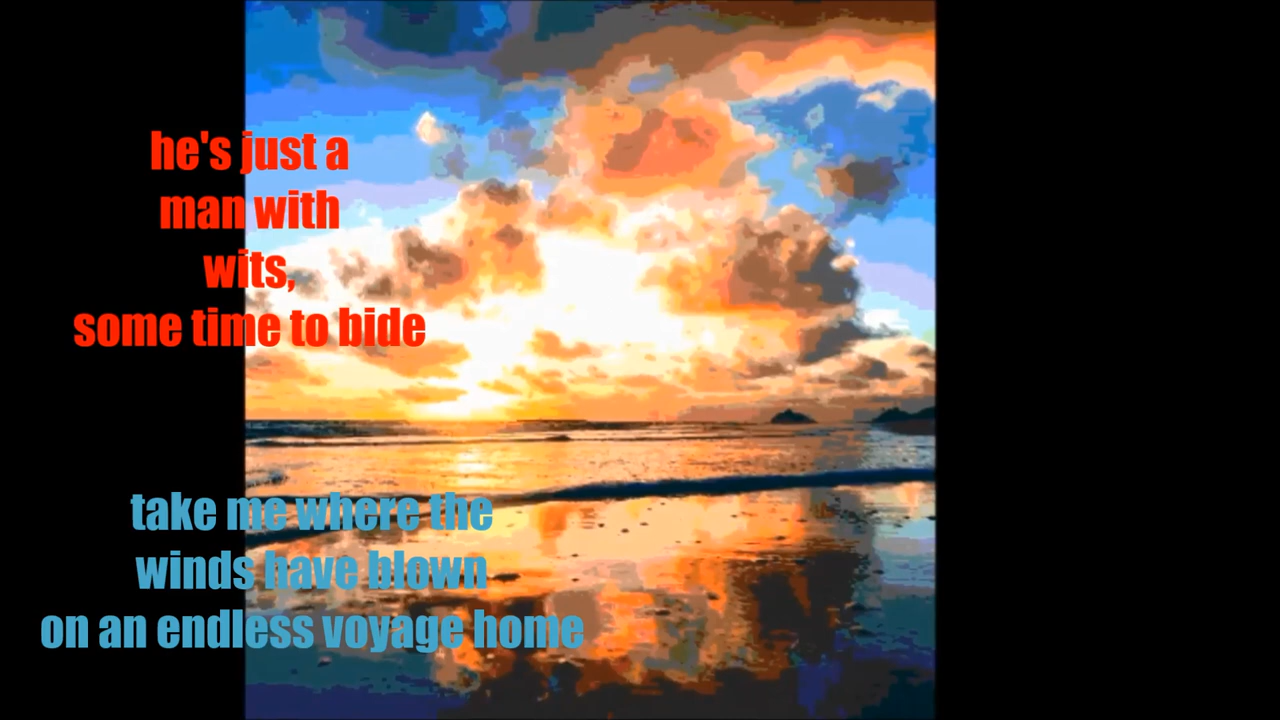 he's just a
man with
wits,
some time to bide
take me where the
winds have blown
on an endless voyage home